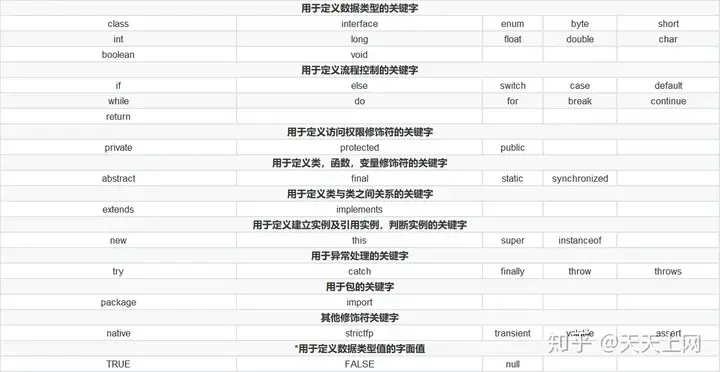 用于定义数据类型的关键字
class interface enum byte short
int long float double char
boolean void
用于定义流程控制的关键字
if else switch case default
while do for break continue
return
用于定义访问权限修饰符的关键字
private protected public
用于定义类，函数，变量修饰符的关键字
abstract final static synchronized
用于定义类与类之间关系的关键字
extends implements
用于定义建立实例及引用实例，判断实例的关键字
new this super instanceof
用于异常处理的关键字
try catch finally throw throws
用于包的关键字
package import
其他修饰符关键字
native strictfp transient volatile assert
*用于定义数据类型值的字面值
TRUE FALSE null
知乎 @天天上网